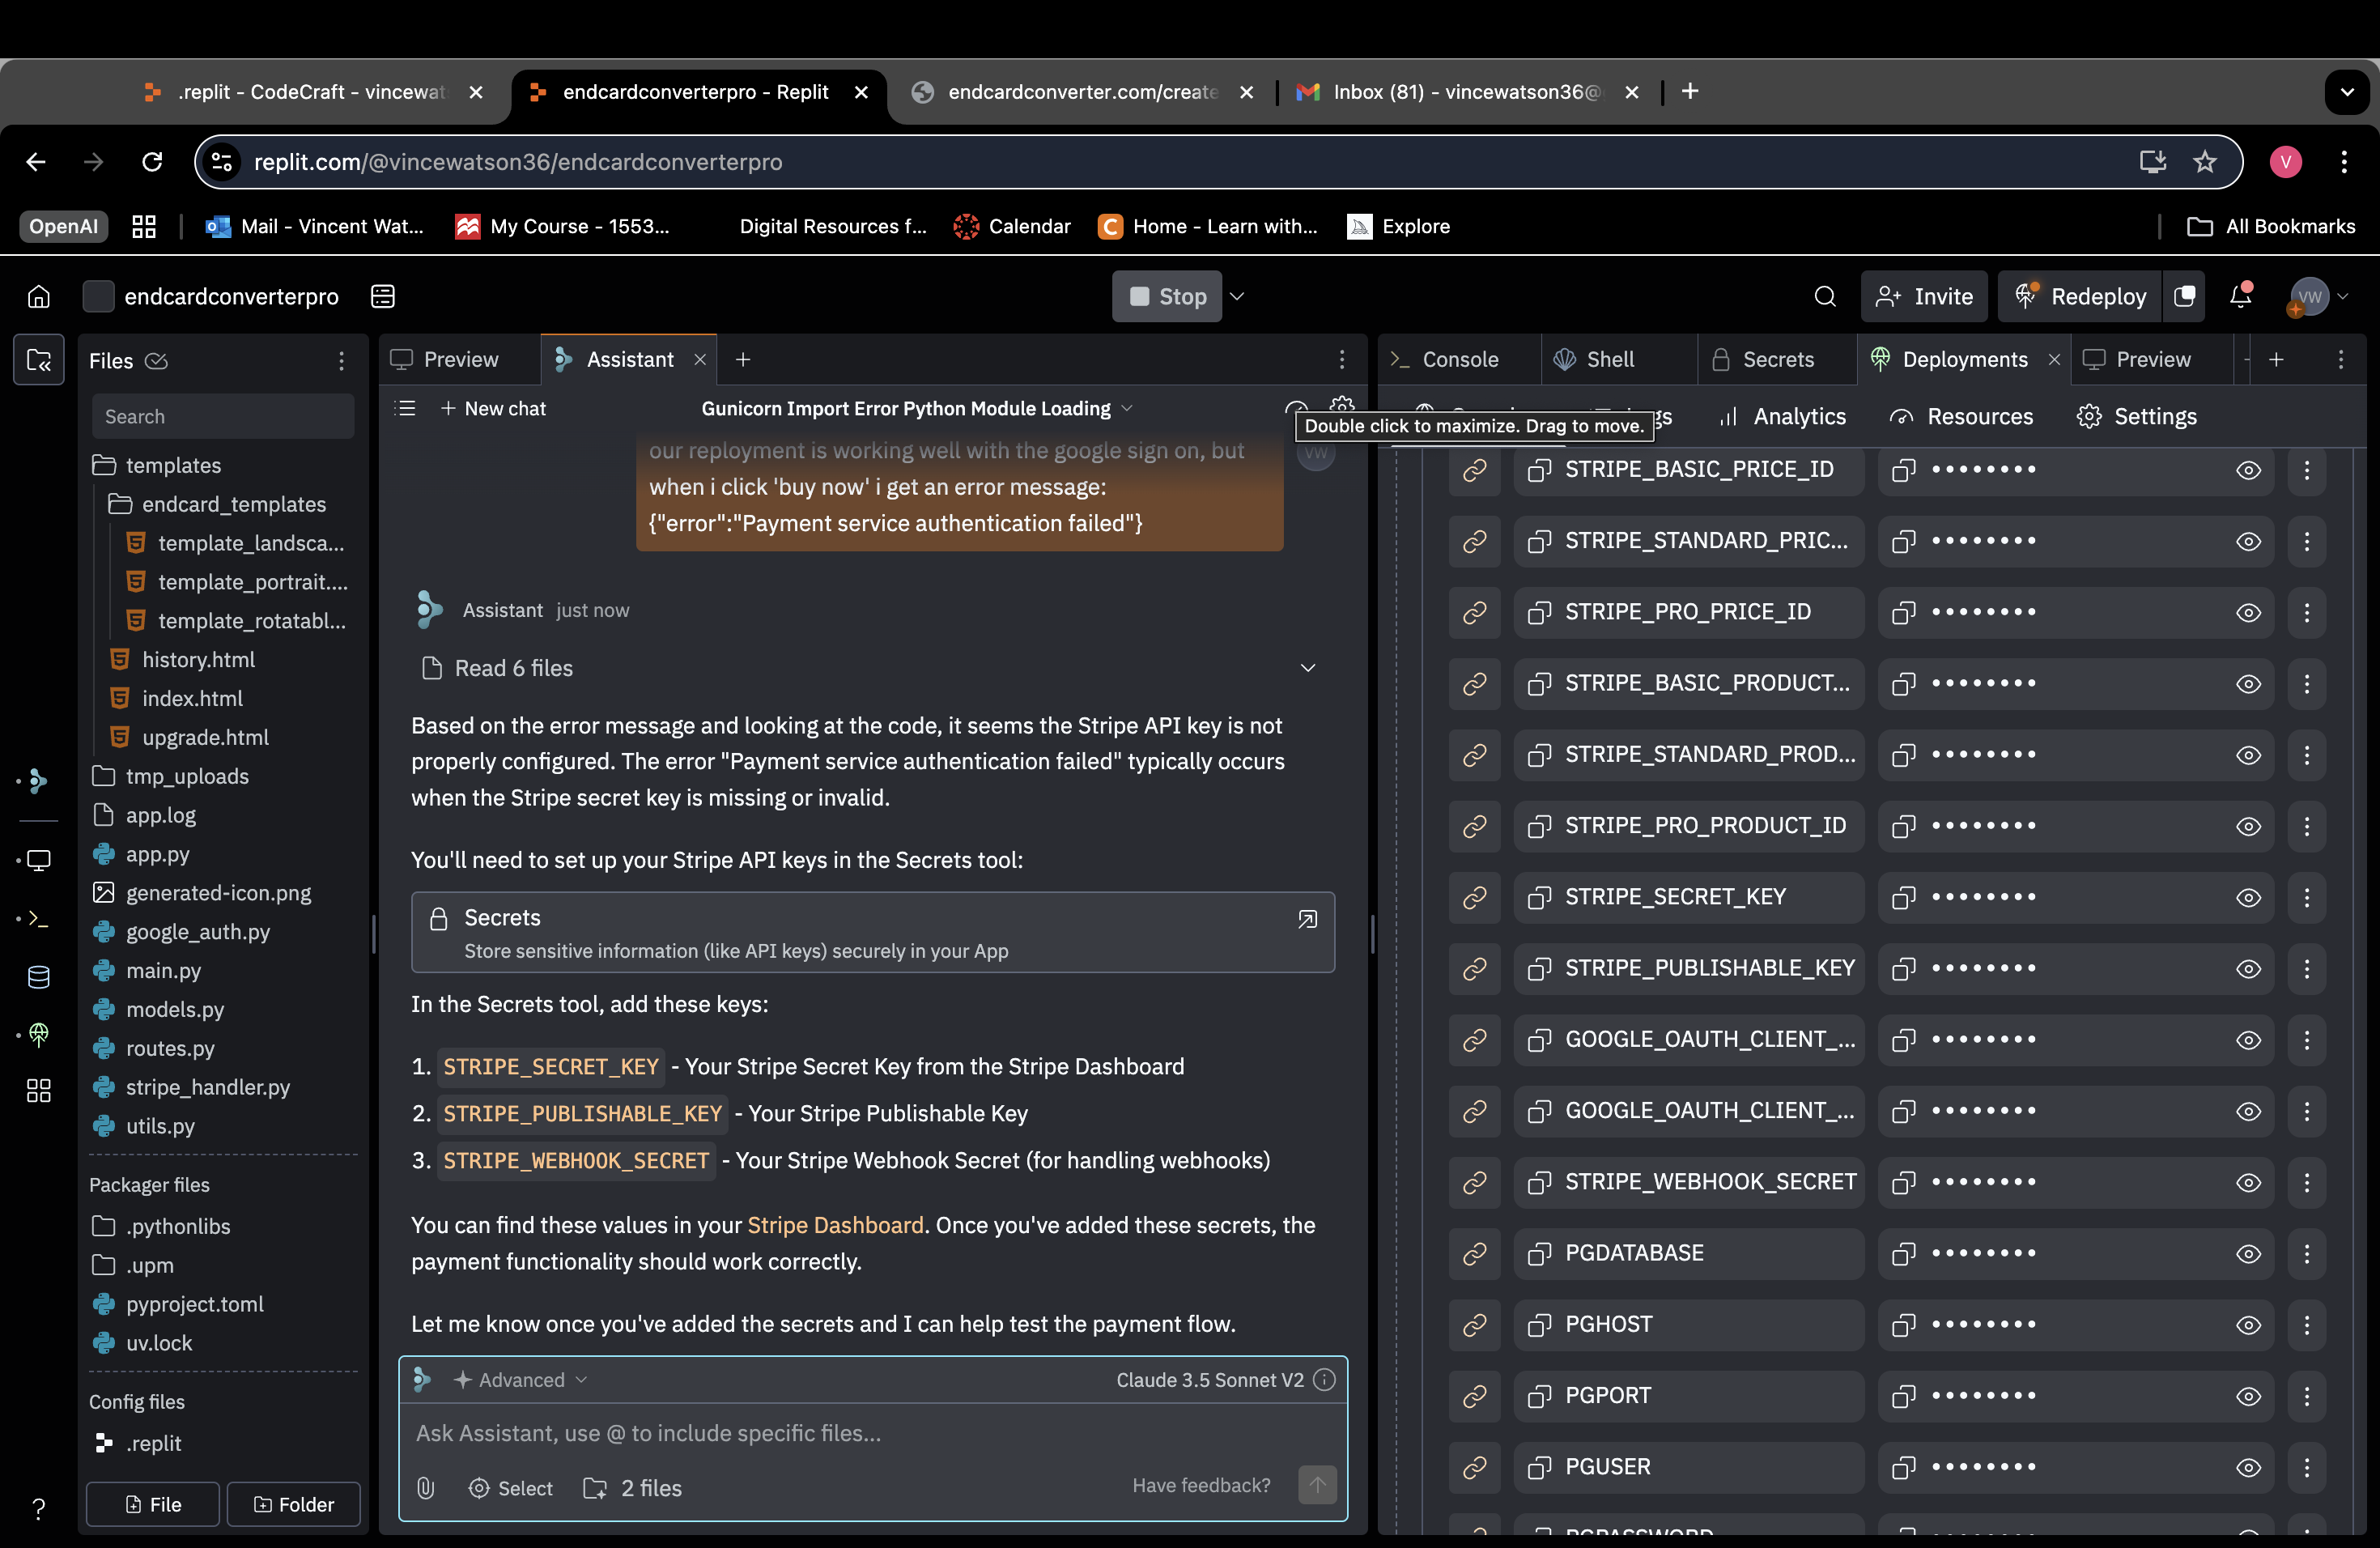 .replit - CodeCraft - vincewat
endcardconverterpro - Replit
endcardconverter.com/create
Inbox (81) - vincewatson36@
replit.com/@vincewatson36/endcardconverterpro
V
OpenAI
Mail - Vincent Wat...
My Course - 1553...
Digital Resources f...
Calendar
Home - Learn with...
Explore
All Bookmarks
endcardconverterpro
Stop
Invite
Redeploy
VW
Files
Search
templates
endcard_templates
template_landsca...
template_portrait....
template_rotatabl...
history.html
index.html
upgrade.html
tmp_uploads
app.log
app.py
generated-icon.png
google_auth.py
main.py
models.py
routes.py
stripe_handler.py
utils.py
Packager files
.pythonlibs
.upm
pyproject.toml
uv.lock
Config files
.replit
File
Folder
Preview
Assistant
New chat
Gunicorn Import Error Python Module Loading
our reployment is working well with the google sign on, but
when i click 'buy now' i get an error message:
{"error":"Payment service authentication failed"}
VW
Assistant just now
Read 6 files
Based on the error message and looking at the code, it seems the Stripe API key is not
properly configured. The error "Payment service authentication failed" typically occurs
when the Stripe secret key is missing or invalid.
You'll need to set up your Stripe API keys in the Secrets tool:
Secrets
Store sensitive information (like API keys) securely in your App
In the Secrets tool, add these keys:
1. STRIPE_SECRET_KEY - Your Stripe Secret Key from the Stripe Dashboard
2. STRIPE_PUBLISHABLE_KEY - Your Stripe Publishable Key
3. STRIPE_WEBHOOK_SECRET - Your Stripe Webhook Secret (for handling webhooks)
You can find these values in your Stripe Dashboard. Once you've added these secrets, the
payment functionality should work correctly.
Let me know once you've added the secrets and I can help test the payment flow.
Advanced
Claude 3.5 Sonnet V2
Ask Assistant, use @ to include specific files...
Select
2 files
Have feedback?
Console
Shell
Secrets
Deployments
Preview
Double click to maximize. Drag to move.
Analytics
Resources
Settings
STRIPE_BASIC_PRICE_ID ••••••••
STRIPE_STANDARD_PRIC... ••••••••
STRIPE_PRO_PRICE_ID ••••••••
STRIPE_BASIC_PRODUCT... ••••••••
STRIPE_STANDARD_PROD... ••••••••
STRIPE_PRO_PRODUCT_ID ••••••••
STRIPE_SECRET_KEY ••••••••
STRIPE_PUBLISHABLE_KEY ••••••••
GOOGLE_OAUTH_CLIENT_... ••••••••
GOOGLE_OAUTH_CLIENT_... ••••••••
STRIPE_WEBHOOK_SECRET ••••••••
PGDATABASE ••••••••
PGHOST ••••••••
PGPORT ••••••••
PGUSER ••••••••